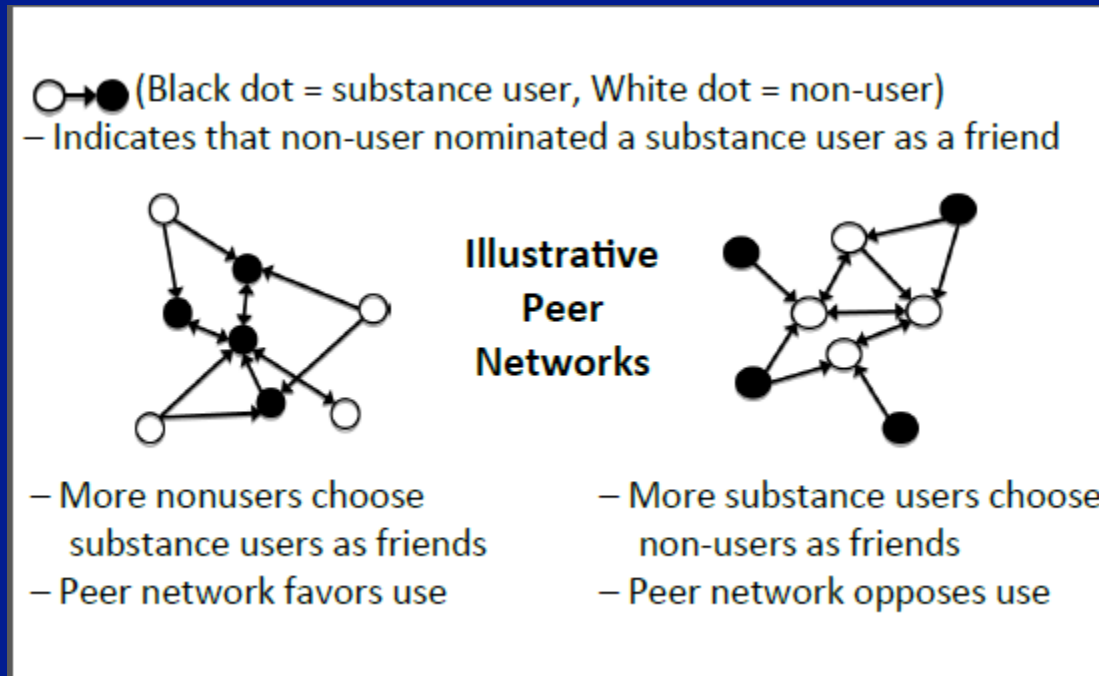 (Black dot = substance user, White dot = non-user)
– Indicates that non-user nominated a substance user as a friend
Illustrative
Peer
Networks
– More nonusers choose
substance users as friends
– Peer network favors use
– More substance users choose
non-users as friends
– Peer network opposes use